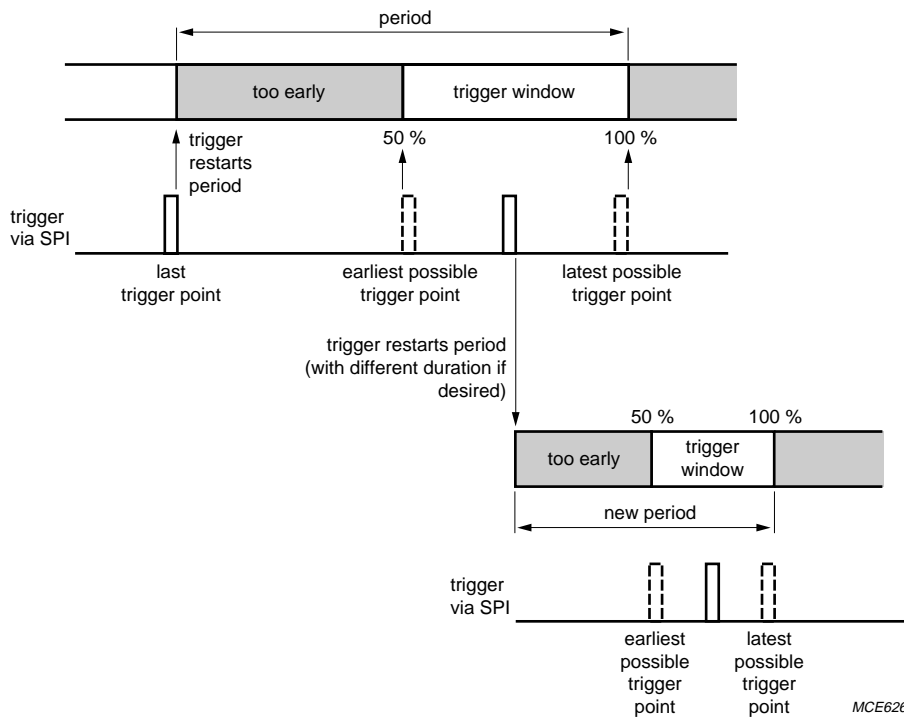 period
too early
trigger window
trigger
restarts
period
50 %
100 %
trigger
via SPI
last
trigger point
earliest possible
trigger point
latest possible
trigger point
trigger restarts period
(with different duration if
desired)
50 %
100 %
too early
trigger
window
new period
trigger
via SPI
earliest
possible
trigger
point
latest
possible
trigger
point
MCE626